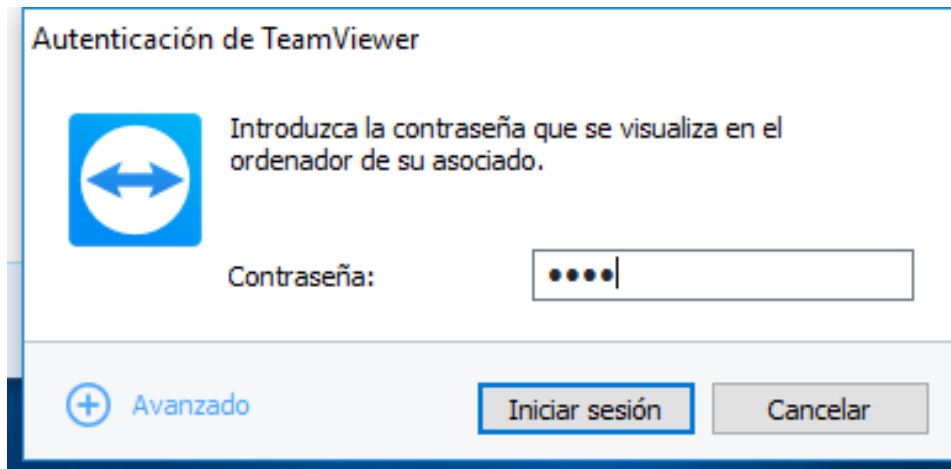 Autenticación de TeamViewer
Introduzca la contraseña que se visualiza en el
ordenador de su asociado.
Contraseña: ••••
Avanzado
Iniciar sesión
Cancelar